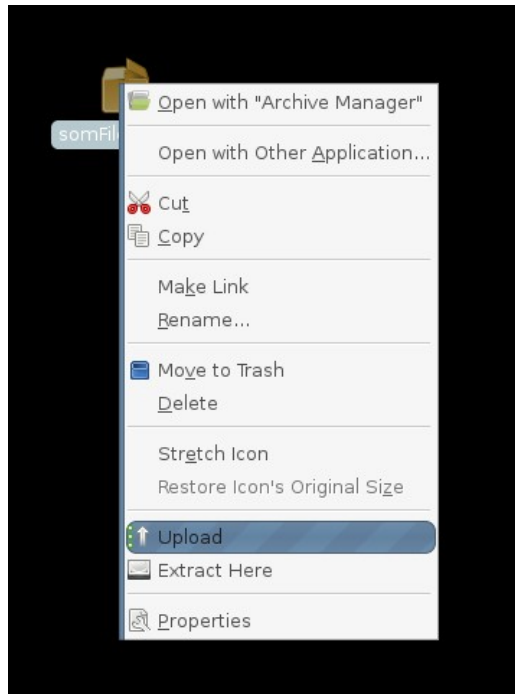 somFil
Open with "Archive Manager"
Open with Other Application...
Cut
Copy
Make Link
Rename...
Move to Trash
Delete
Stretch Icon
Restore Icon's Original Size
Upload
Extract Here
Properties